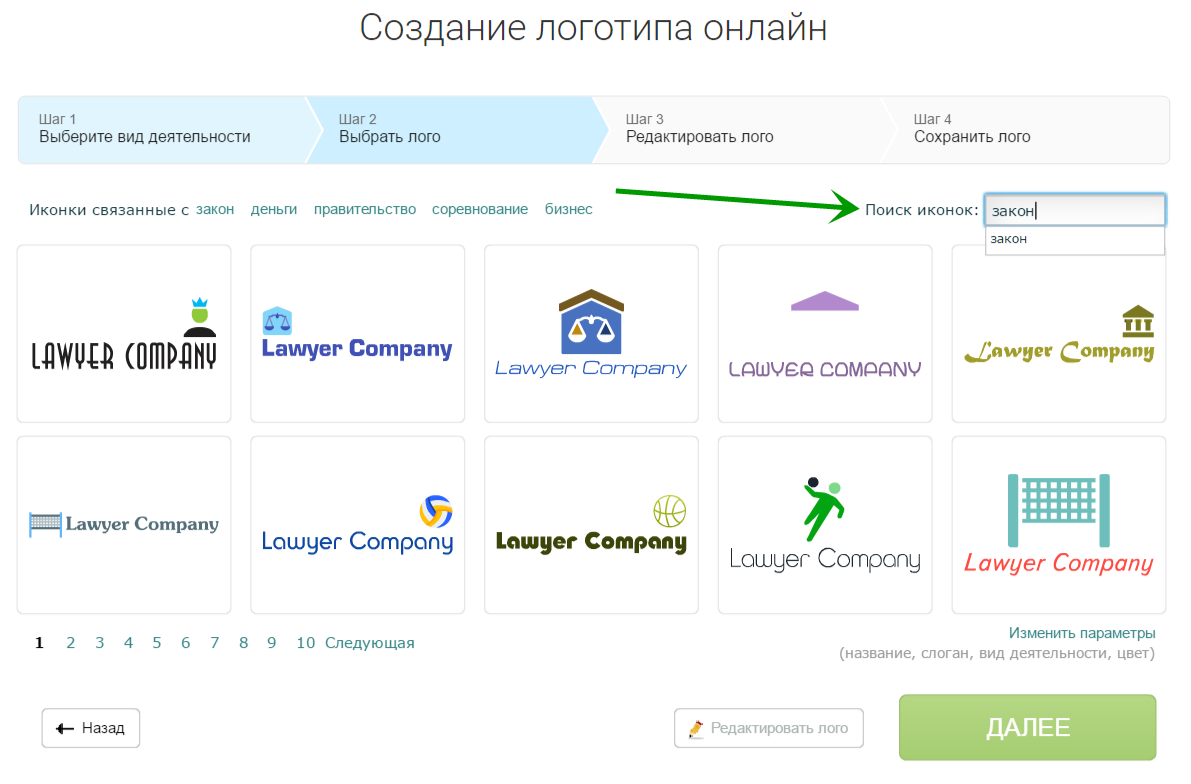 Создание логотипа онлайн
Шаг 1
Выберите вид деятельности
Шаг 2
Выбрать лого
Шаг 3
Редактировать лого
Шаг 4
Сохранить лого
Иконки связанные с закон деньги правительство соревнование бизнес
Поиск иконок: закон
закон
LAWYER COMPANY
Lawyer Company
Lawyer Company
LAWYER COMPANY
Lawyer Company
Lawyer Company
Lawyer Company
Lawyer Company
Lawyer Company
Lawyer Company
1 2 3 4 5 6 7 8 9 10 Следующая
Изменить параметры
(название, слоган, вид деятельности, цвет)
Назад
Редактировать лого
ДАЛЕЕ